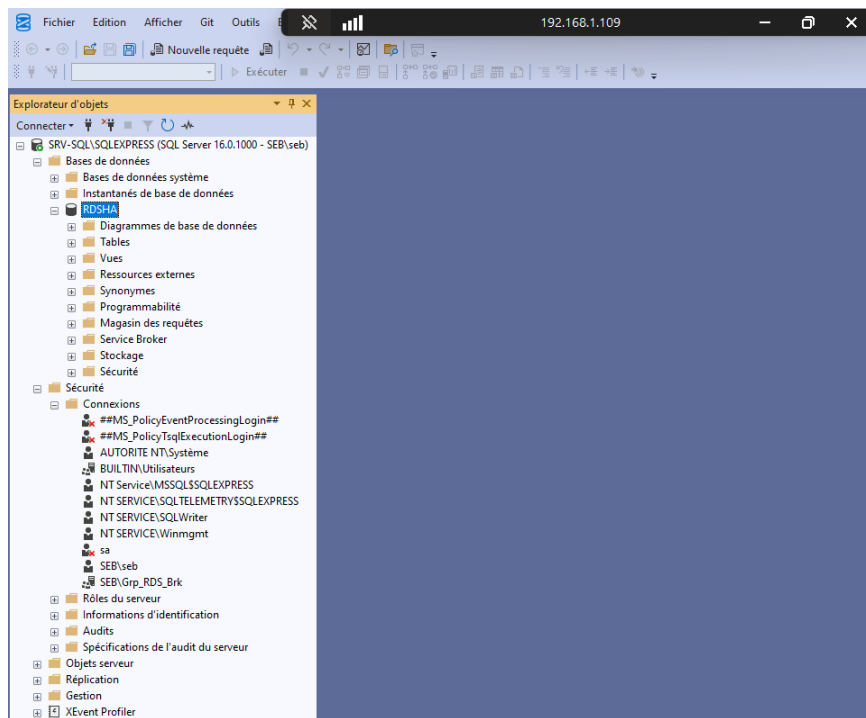 Fichier Edition Afficher Git Outils
192.168.1.109
Nouvelle requête
Exécuter
Explorateur d'objets
Connecter
SRV-SQL\SQLEXPRESS (SQL Server 16.0.1000 - SEB\seb)
Bases de données
Bases de données système
Instantanés de base de données
RDSHA
Diagrammes de base de données
Tables
Vues
Ressources externes
Synonymes
Programmabilité
Magasin des requêtes
Service Broker
Stockage
Sécurité
Sécurité
Connexions
##MS_PolicyEventProcessingLogin##
##MS_PolicyTsqlExecutionLogin##
AUTORITE NT\Système
BUILTIN\Utilisateurs
NT Service\MSSQL$SQLEXPRESS
NT SERVICE\SQLTELEMETRY$SQLEXPRESS
NT SERVICE\SQLWriter
NT SERVICE\Winmgmt
sa
SEB\seb
SEB\Grp_RDS_Brk
Rôles du serveur
Informations d'identification
Audits
Spécifications de l'audit du serveur
Objets serveur
Réplication
Gestion
XEvent Profiler